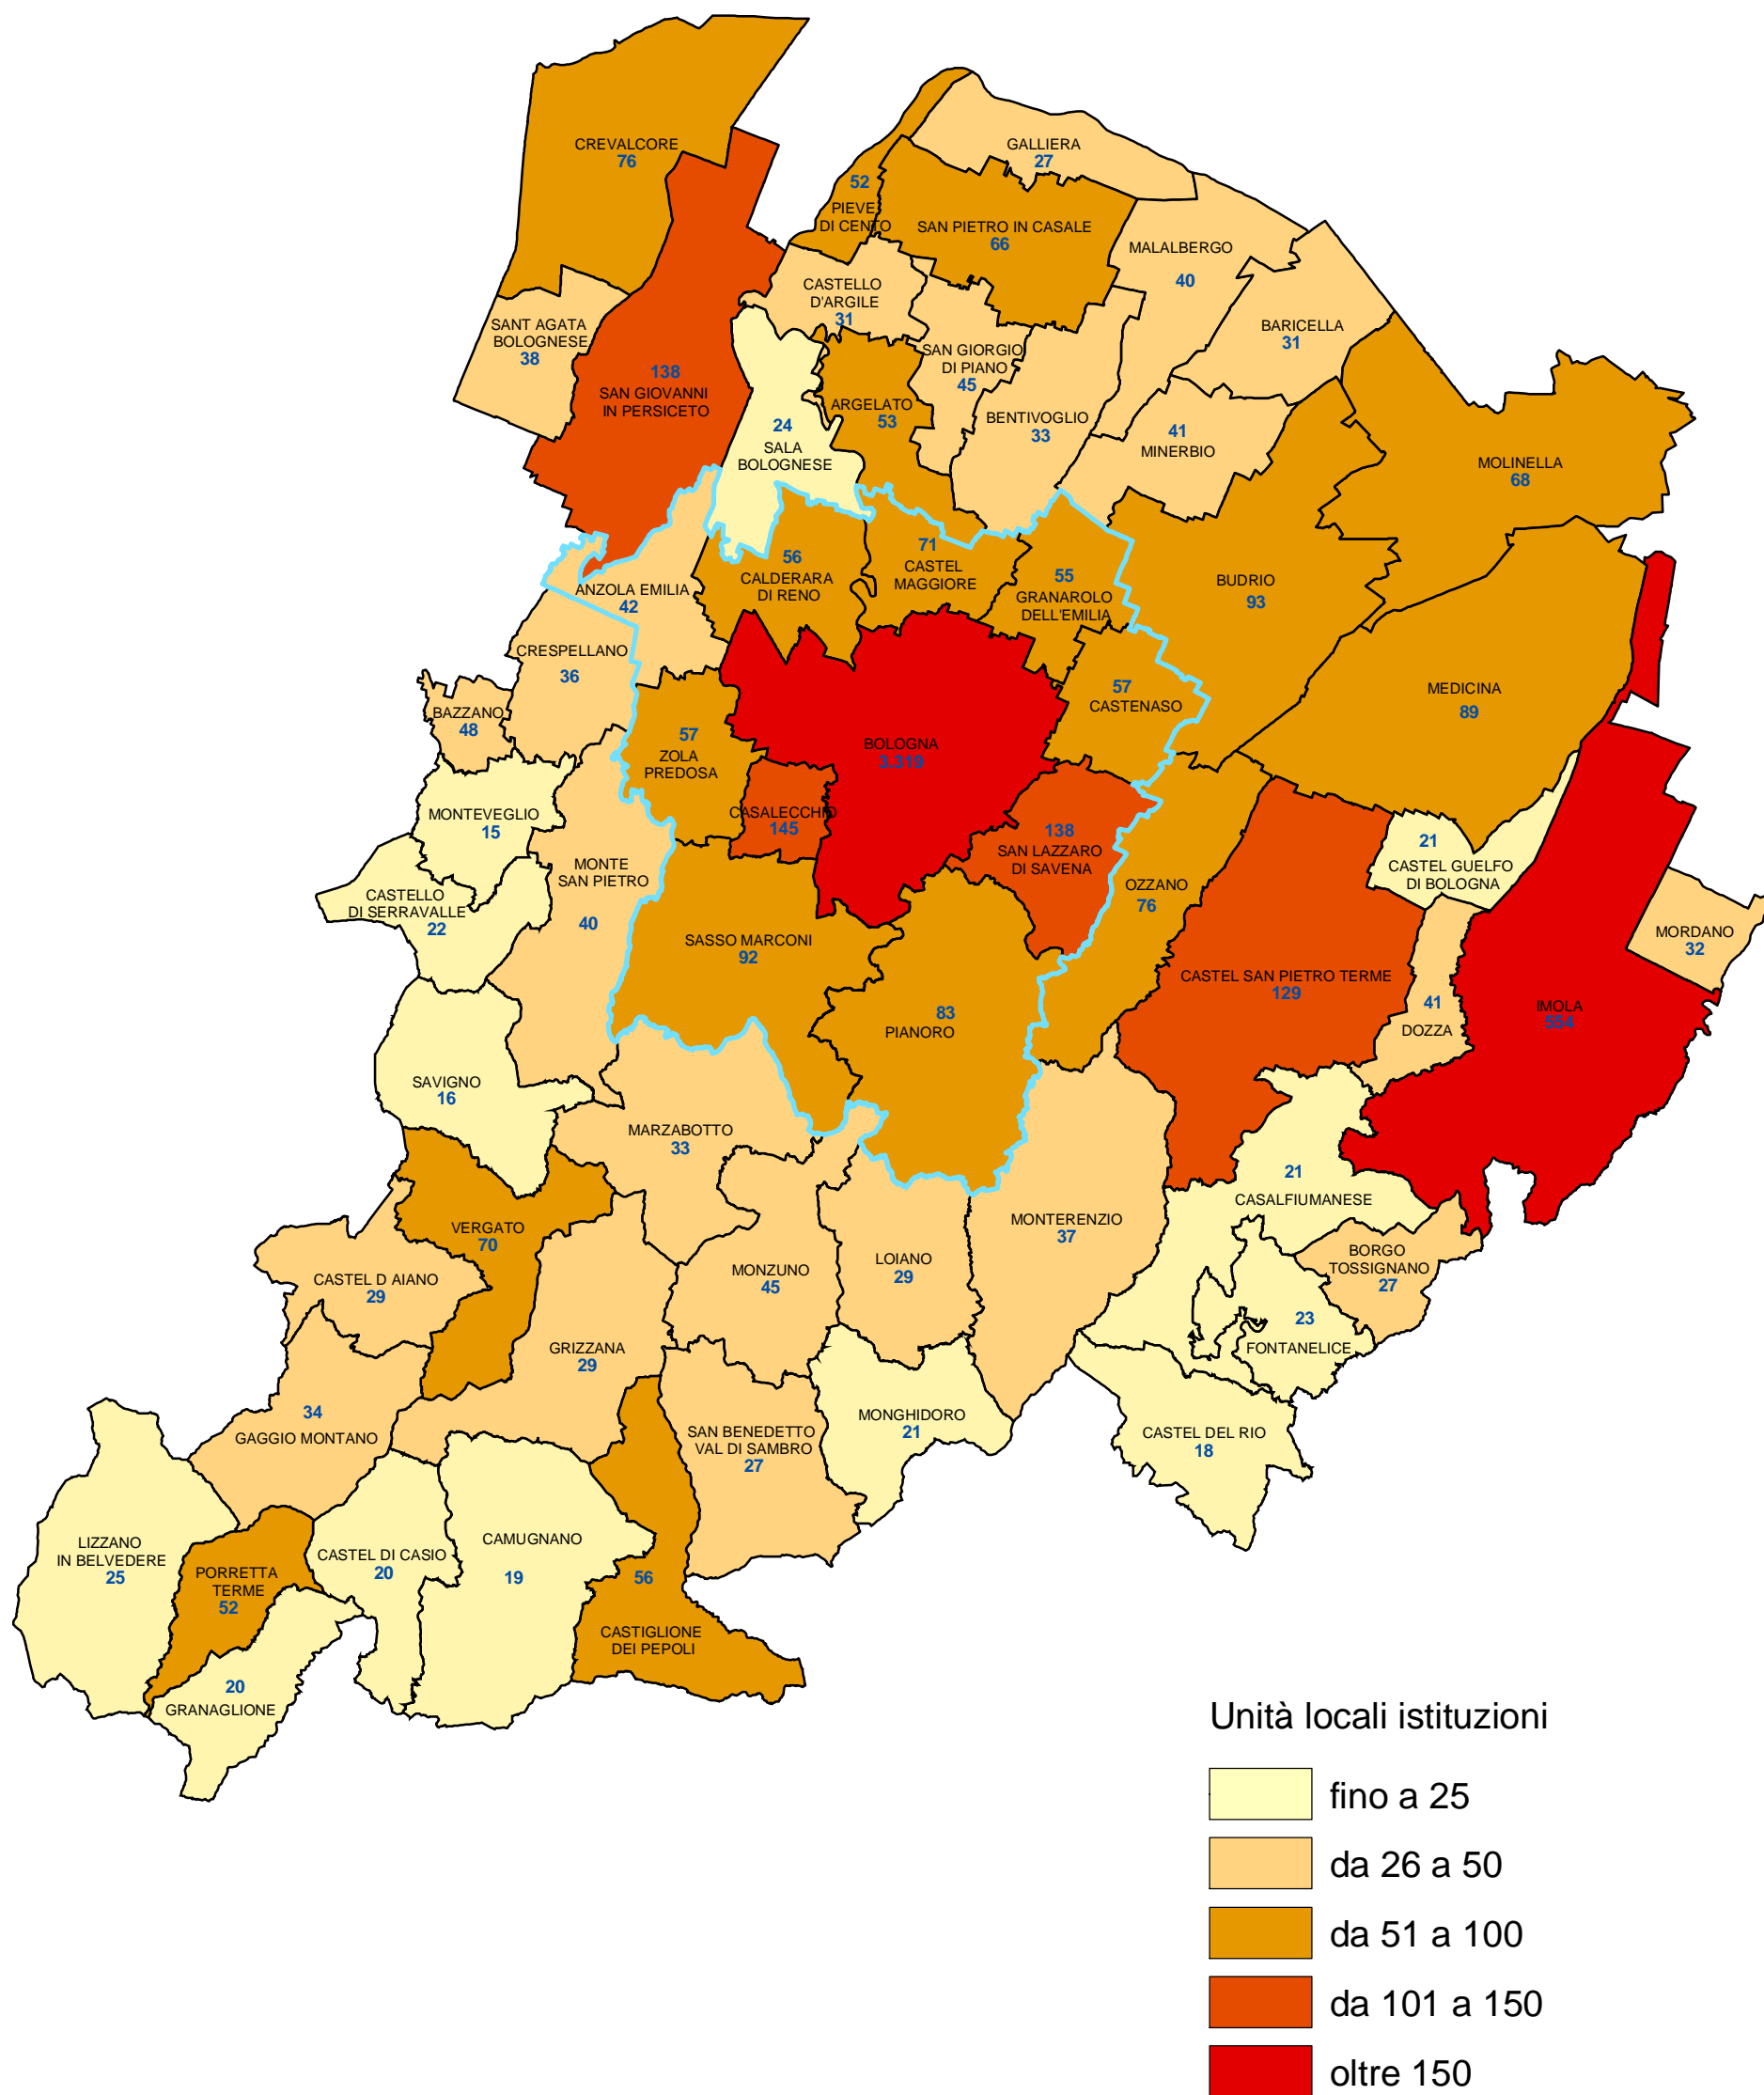 CREVALCORE
76
GALLIERA
27
52
PIEVE
DI CENTO
SAN PIETRO IN CASALE
66
MALALBERGO
40
CASTELLO
D'ARGILE
31
SANT AGATA
BOLOGNESE
38
BARICELLA
31
SAN GIORGIO
DI PIANO
45
138
SAN GIOVANNI
IN PERSICETO
ARGELATO
53
BENTIVOGLIO
33
24
SALA
BOLOGNESE
41
MINERBIO
MOLINELLA
68
71
CASTEL
MAGGIORE
56
CALDERARA
DI RENO
55
GRANAROLO
DELL'EMILIA
BUDRIO
93
ANZOLA EMILIA
42
CRESPELLANO
36
57
CASTENASO
MEDICINA
89
BAZZANO
48
57
ZOLA
PREDOSA
BOLOGNA
3.319
MONTEVEGLIO
15
CASALECCHIO
145
138
SAN LAZZARO
DI SAVENA
21
CASTEL GUELFO
DI BOLOGNA
MONTE
SAN PIETRO
40
CASTELLO
DI SERRAVALLE
22
OZZANO
76
SASSO MARCONI
92
MORDANO
32
CASTEL SAN PIETRO TERME
129
41
DOZZA
IMOLA
554
83
PIANORO
SAVIGNO
16
MARZABOTTO
33
21
CASALFIUMANESE
VERGATO
70
MONTERENZIO
37
BORGO
TOSSIGNANO
27
LOIANO
29
MONZUNO
45
CASTEL D AIANO
29
23
FONTANELICE
GRIZZANA
29
34
GAGGIO MONTANO
MONGHIDORO
21
SAN BENEDETTO
VAL DI SAMBRO
27
CASTEL DEL RIO
18
LIZZANO
IN BELVEDERE
25
CASTEL DI CASIO
20
CAMUGNANO
19
PORRETTA
TERME
52
56
CASTIGLIONE
DEI PEPOLI
20
GRANAGLIONE
Unità locali istituzioni
fino a 25
da 26 a 50
da 51 a 100
da 101 a 150
oltre 150